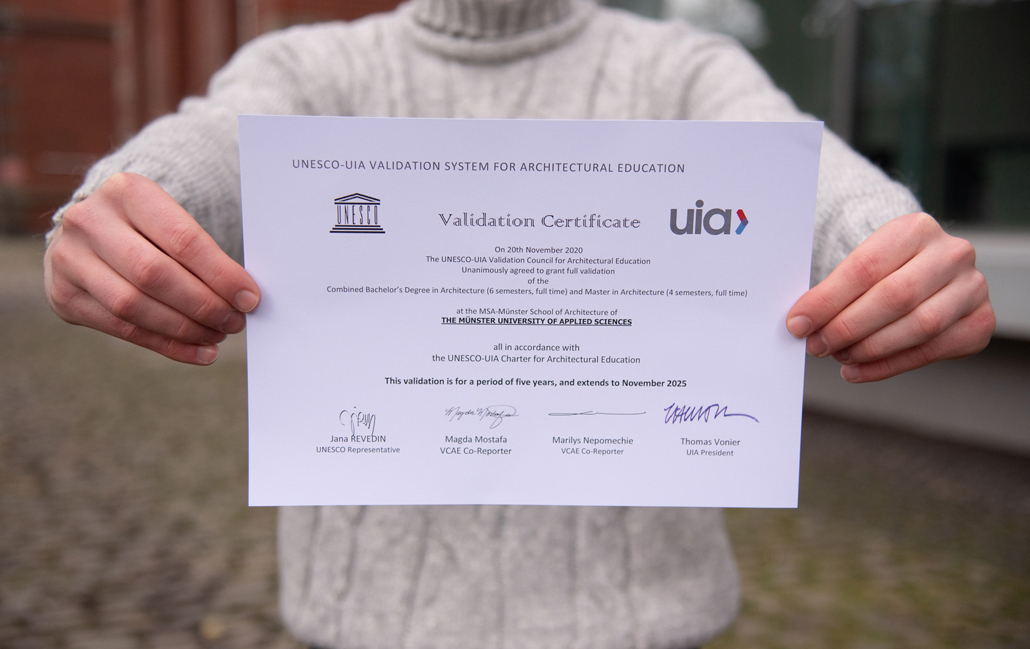 UNESCO-UIA VALIDATION SYSTEM FOR ARCHITECTURAL EDUCATION
UNESCO
Validation Certificate
uia
On 20th November 2020
The UNESCO-UIA Validation Council for Architectural Education
Unanimously agreed to grant full validation
of the
Combined Bachelor's Degree in Architecture (6 semesters, full time) and Master in Architecture (4 semesters, full time)
at the MSA-Münster School of Architecture of
THE MÜNSTER UNIVERSITY OF APPLIED SCIENCES
all in accordance with
the UNESCO-UIA Charter for Architectural Education
This validation is for a period of five years, and extends to November 2025
Jana REVEDIN Magda Mostafa Marilys Nepomechie Thomas Vonier
UNESCO Representative VCAE Co-Reporter VCAE Co-Reporter UIA President